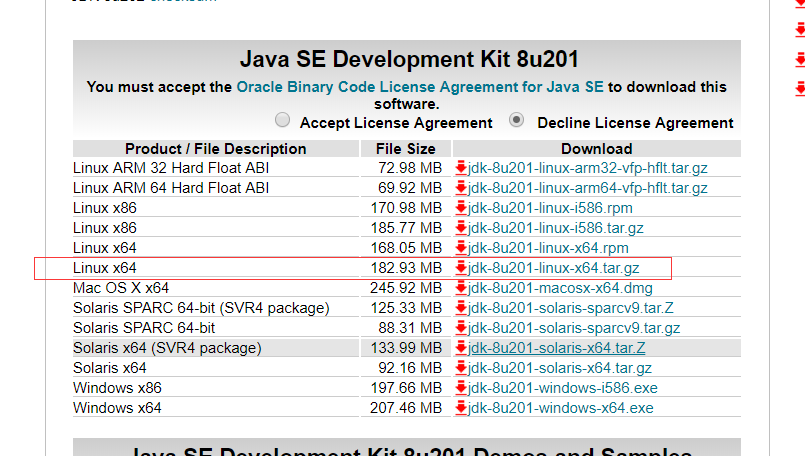 Java SE Development Kit 8u201
You must accept the Oracle Binary Code License Agreement for Java SE to download this
software.
Accept License Agreement Decline License Agreement
Product / File Description File Size Download
Linux ARM 32 Hard Float ABI 72.98 MB jdk-8u201-linux-arm32-vfp-hflt.tar.gz
Linux ARM 64 Hard Float ABI 69.92 MB jdk-8u201-linux-arm64-vfp-hflt.tar.gz
Linux x86 170.98 MB jdk-8u201-linux-i586.rpm
Linux x86 185.77 MB jdk-8u201-linux-i586.tar.gz
Linux x64 168.05 MB jdk-8u201-linux-x64.rpm
Linux x64 182.93 MB jdk-8u201-linux-x64.tar.gz
Mac OS X x64 245.92 MB jdk-8u201-macosx-x64.dmg
Solaris SPARC 64-bit (SVR4 package) 125.33 MB jdk-8u201-solaris-sparcv9.tar.Z
Solaris SPARC 64-bit 88.31 MB jdk-8u201-solaris-sparcv9.tar.gz
Solaris x64 (SVR4 package) 133.99 MB jdk-8u201-solaris-x64.tar.Z
Solaris x64 92.16 MB jdk-8u201-solaris-x64.tar.gz
Windows x86 197.66 MB jdk-8u201-windows-i586.exe
Windows x64 207.46 MB jdk-8u201-windows-x64.exe
Java SE Development Kit 8u201 Demos and Samples